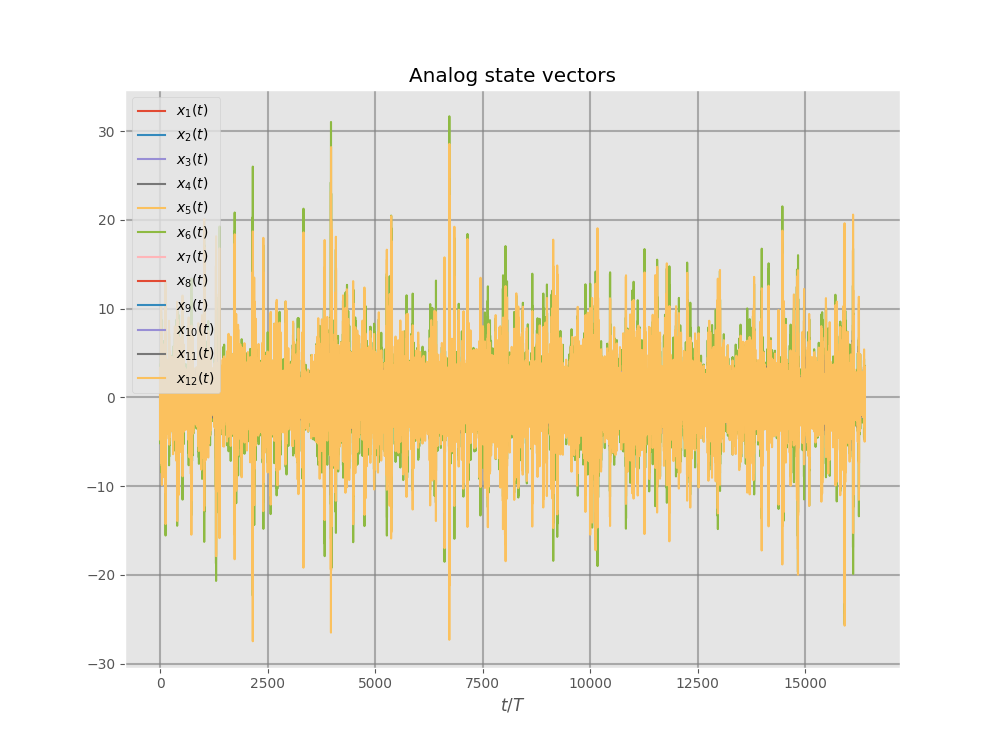 Analog state vectors
30
20
10
0
−10
−20
−30
x₁(t)
x₂(t)
x₃(t)
x₄(t)
x₅(t)
x₆(t)
x₇(t)
x₈(t)
x₉(t)
x₁₀(t)
x₁₁(t)
x₁₂(t)
0 2500 5000 7500 10000 12500 15000
t/T